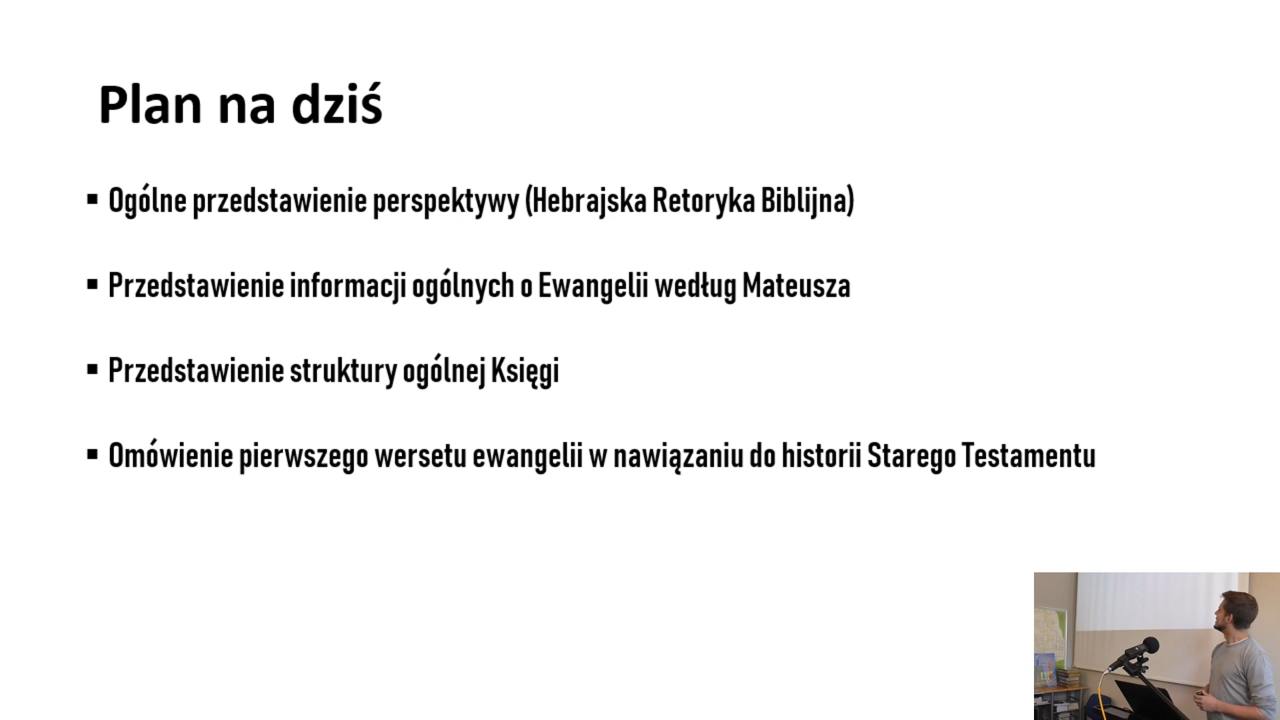 Plan na dziś
▪ Ogólne przedstawienie perspektywy (Hebrajska Retoryka Biblijna)
▪ Przedstawienie informacji ogólnych o Ewangelii według Mateusza
▪ Przedstawienie struktury ogólnej Księgi
▪ Omówienie pierwszego wersetu ewangelii w nawiązaniu do historii Starego Testamentu